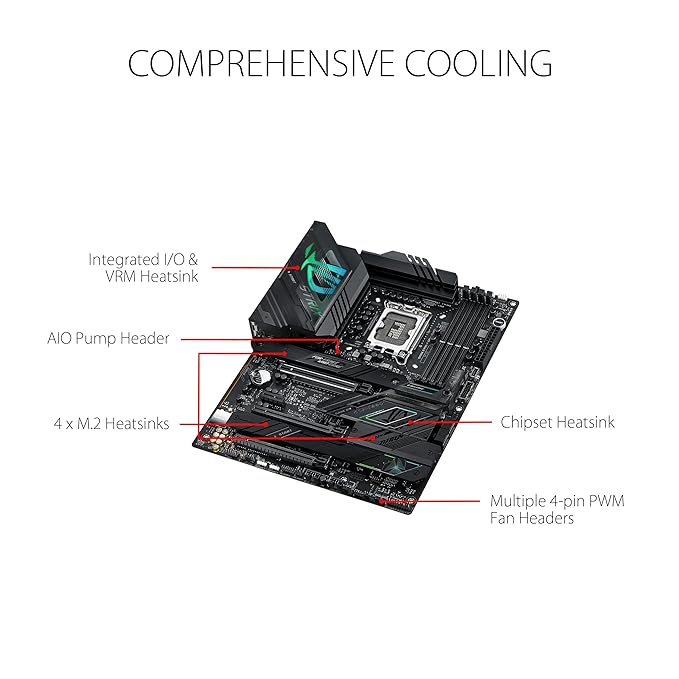 COMPREHENSIVE COOLING
Integrated I/O &
VRM Heatsink
STRIX
AIO Pump Header
4 x M.2 Heatsinks
Chipset Heatsink
Multiple 4-pin PWM
Fan Headers